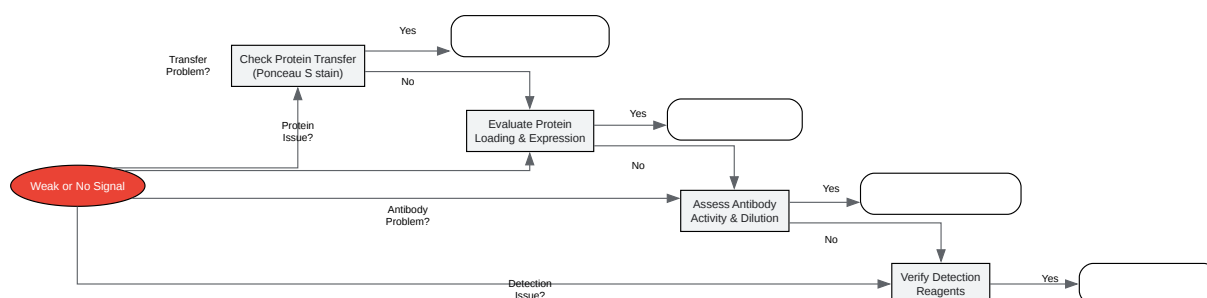 Yes
Transfer
Problem?
Check Protein Transfer
(Ponceau S stain)
No
Protein
Issue?
Evaluate Protein
Loading & Expression
Yes
No
Weak or No Signal
Antibody
Problem?
Assess Antibody
Activity & Dilution
Yes
No
Detection
Issue?
Verify Detection
Reagents
Yes